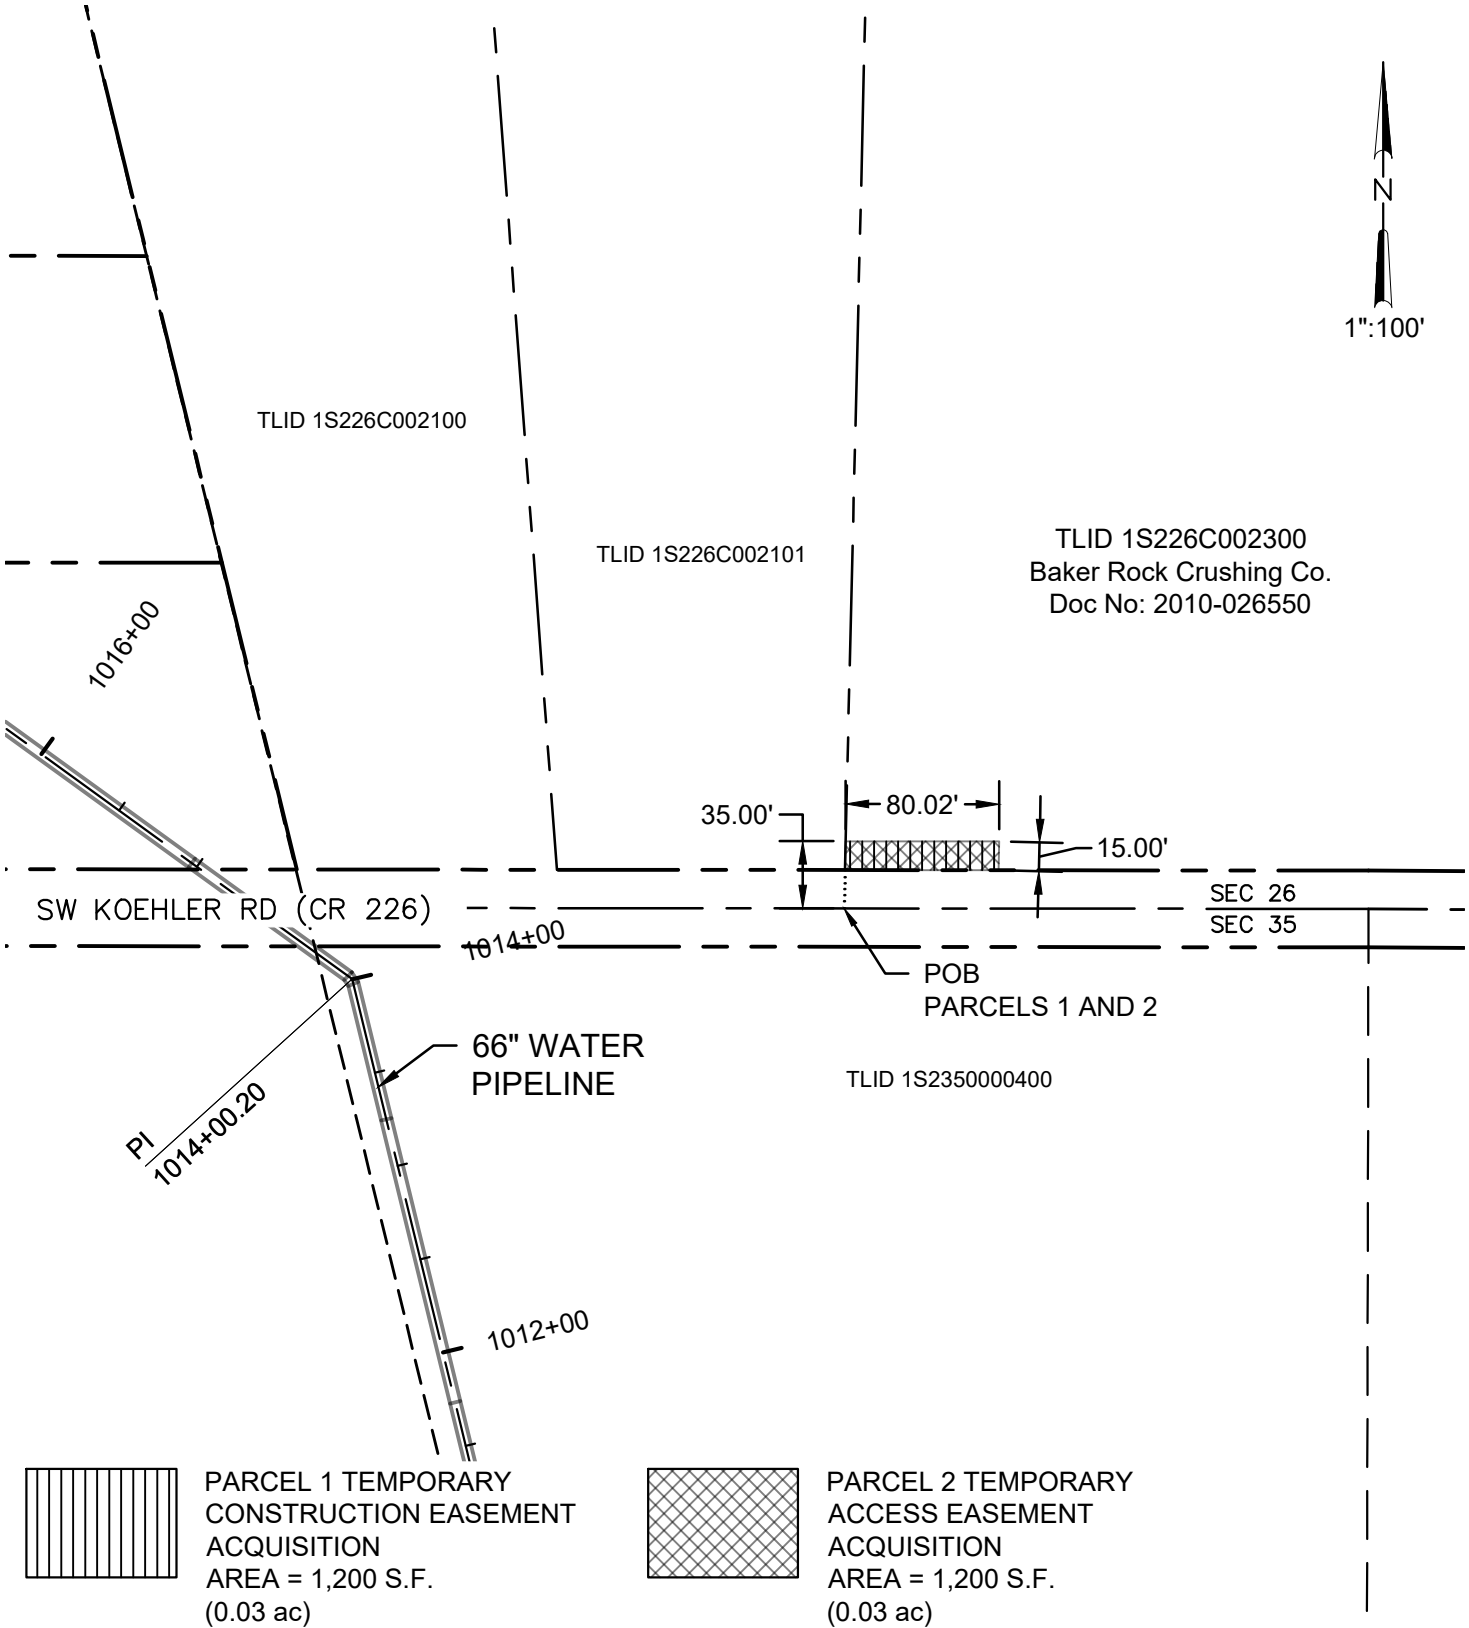 N
1":100'
TLID 1S226C002100
TLID 1S226C002101
TLID 1S226C002300
Baker Rock Crushing Co.
Doc No: 2010-026550
1016+00
35.00'
80.02'
15.00'
SW KOEHLER RD (CR 226)
SEC 26
SEC 35
1014+00
POB
PARCELS 1 AND 2
66" WATER
PIPELINE
TLID 1S2350000400
PI
1014+00.20
1012+00
PARCEL 1 TEMPORARY
CONSTRUCTION EASEMENT
ACQUISITION
AREA = 1,200 S.F.
(0.03 ac)
PARCEL 2 TEMPORARY
ACCESS EASEMENT
ACQUISITION
AREA = 1,200 S.F.
(0.03 ac)